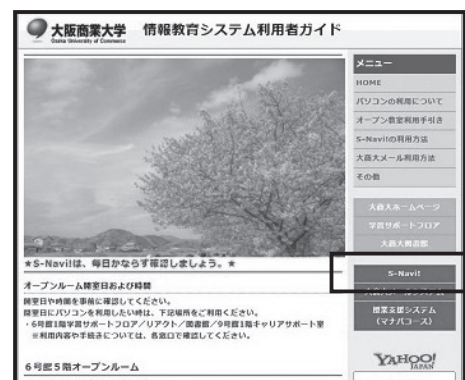 大阪商業大学 情報教育システム利用者ガイド
Osaka University of Commerce
メニュー
HOME
パソコンの利用について
オープン教室利用手引き
S-Navi!の利用方法
大商大メール利用方法
その他
大商大ホームページ
学習サポートフロア
大商大図書館
S-Navi!
大商大メールシステム
授業支援システム
(マナバコース)
YAHOO!
JAPAN
★S-Navi!は、毎日かならず確認しましょう。★
オープンルーム開室日および時間
開室日や時間を事前に確認してください。
閉室日にパソコンを利用したい時は、下記場所をご利用ください。
・6号館1階学習サポートフロア/リアクト/図書館/9号館1階キャリアサポート室
※利用内容や手続きについては、各窓口で確認してください。
6号館5階オープンルーム